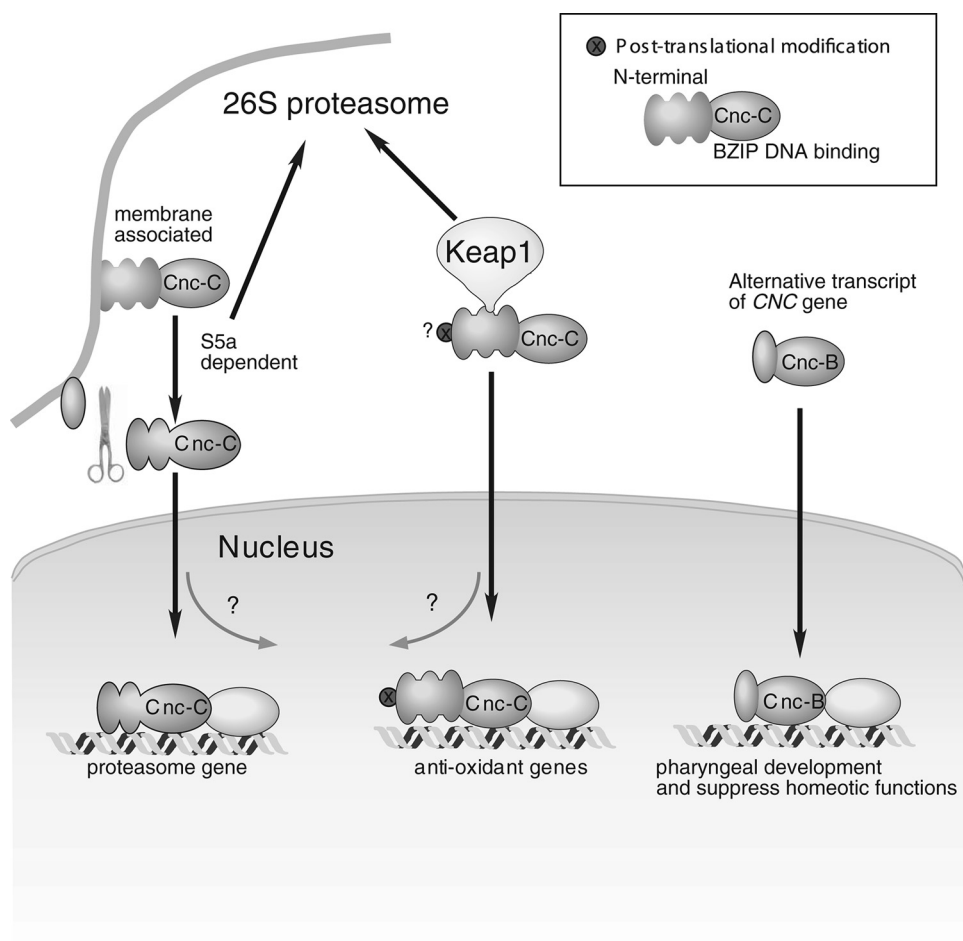 X Post-translational modification
N-terminal
Cnc-C
BZIP DNA binding
26S proteasome
membrane
associated
Cnc-C
S5a
dependent
Cnc-C
Keap1
? X
Cnc-C
Alternative transcript
of CNC gene
Cnc-B
Nucleus
?
?
Cnc-C
proteasome gene
X
Cnc-C
anti-oxidant genes
Cnc-B
pharyngeal development
and suppress homeotic functions